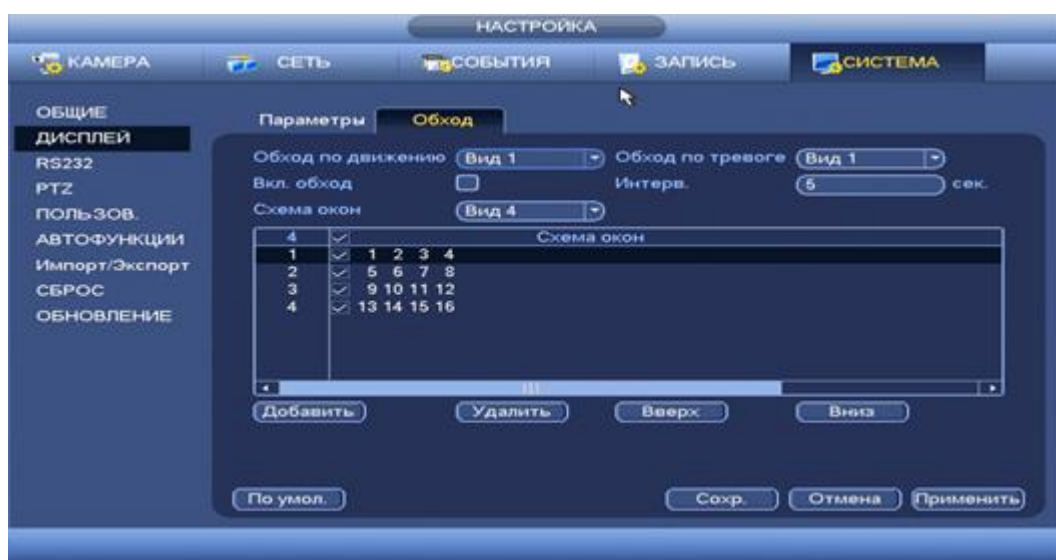 НАСТРОЙКА
КАМЕРА СЕТЬ СОБЫТИЯ ЗАПИСЬ СИСТЕМА
ОБЩИЕ
ДИСПЛЕЙ
RS232
PTZ
ПОЛЬЗОВ.
АВТОФУНКЦИИ
Импорт/Экспорт
СБРОС
ОБНОВЛЕНИЕ
Параметры Обход
Обход по движению Вид 1 Обход по тревоге Вид 1
Вкл. обход Интерв. 5 сек.
Схема окон Вид 4
4 Схема окон
1 1 2 3 4
2 5 6 7 8
3 9 10 11 12
4 13 14 15 16
Добавить Удалить Вверх Вниз
По умол. Сохр. Отмена Применить